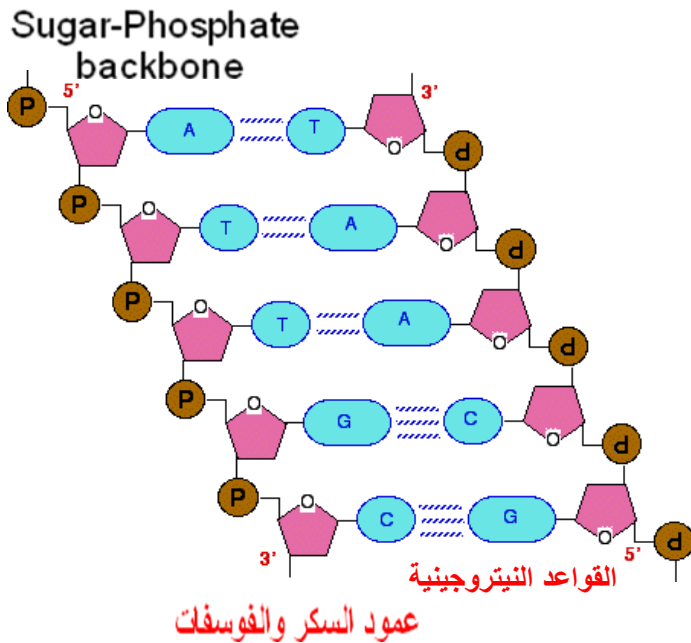 Sugar-Phosphate
backbone
5’ 3’
P O A T O P
P O T A O P
P O T A O P
P O G C O P
P O C G O P
3’ 5’
القواعد النيتروجينية
عمود السكر والفوسفات